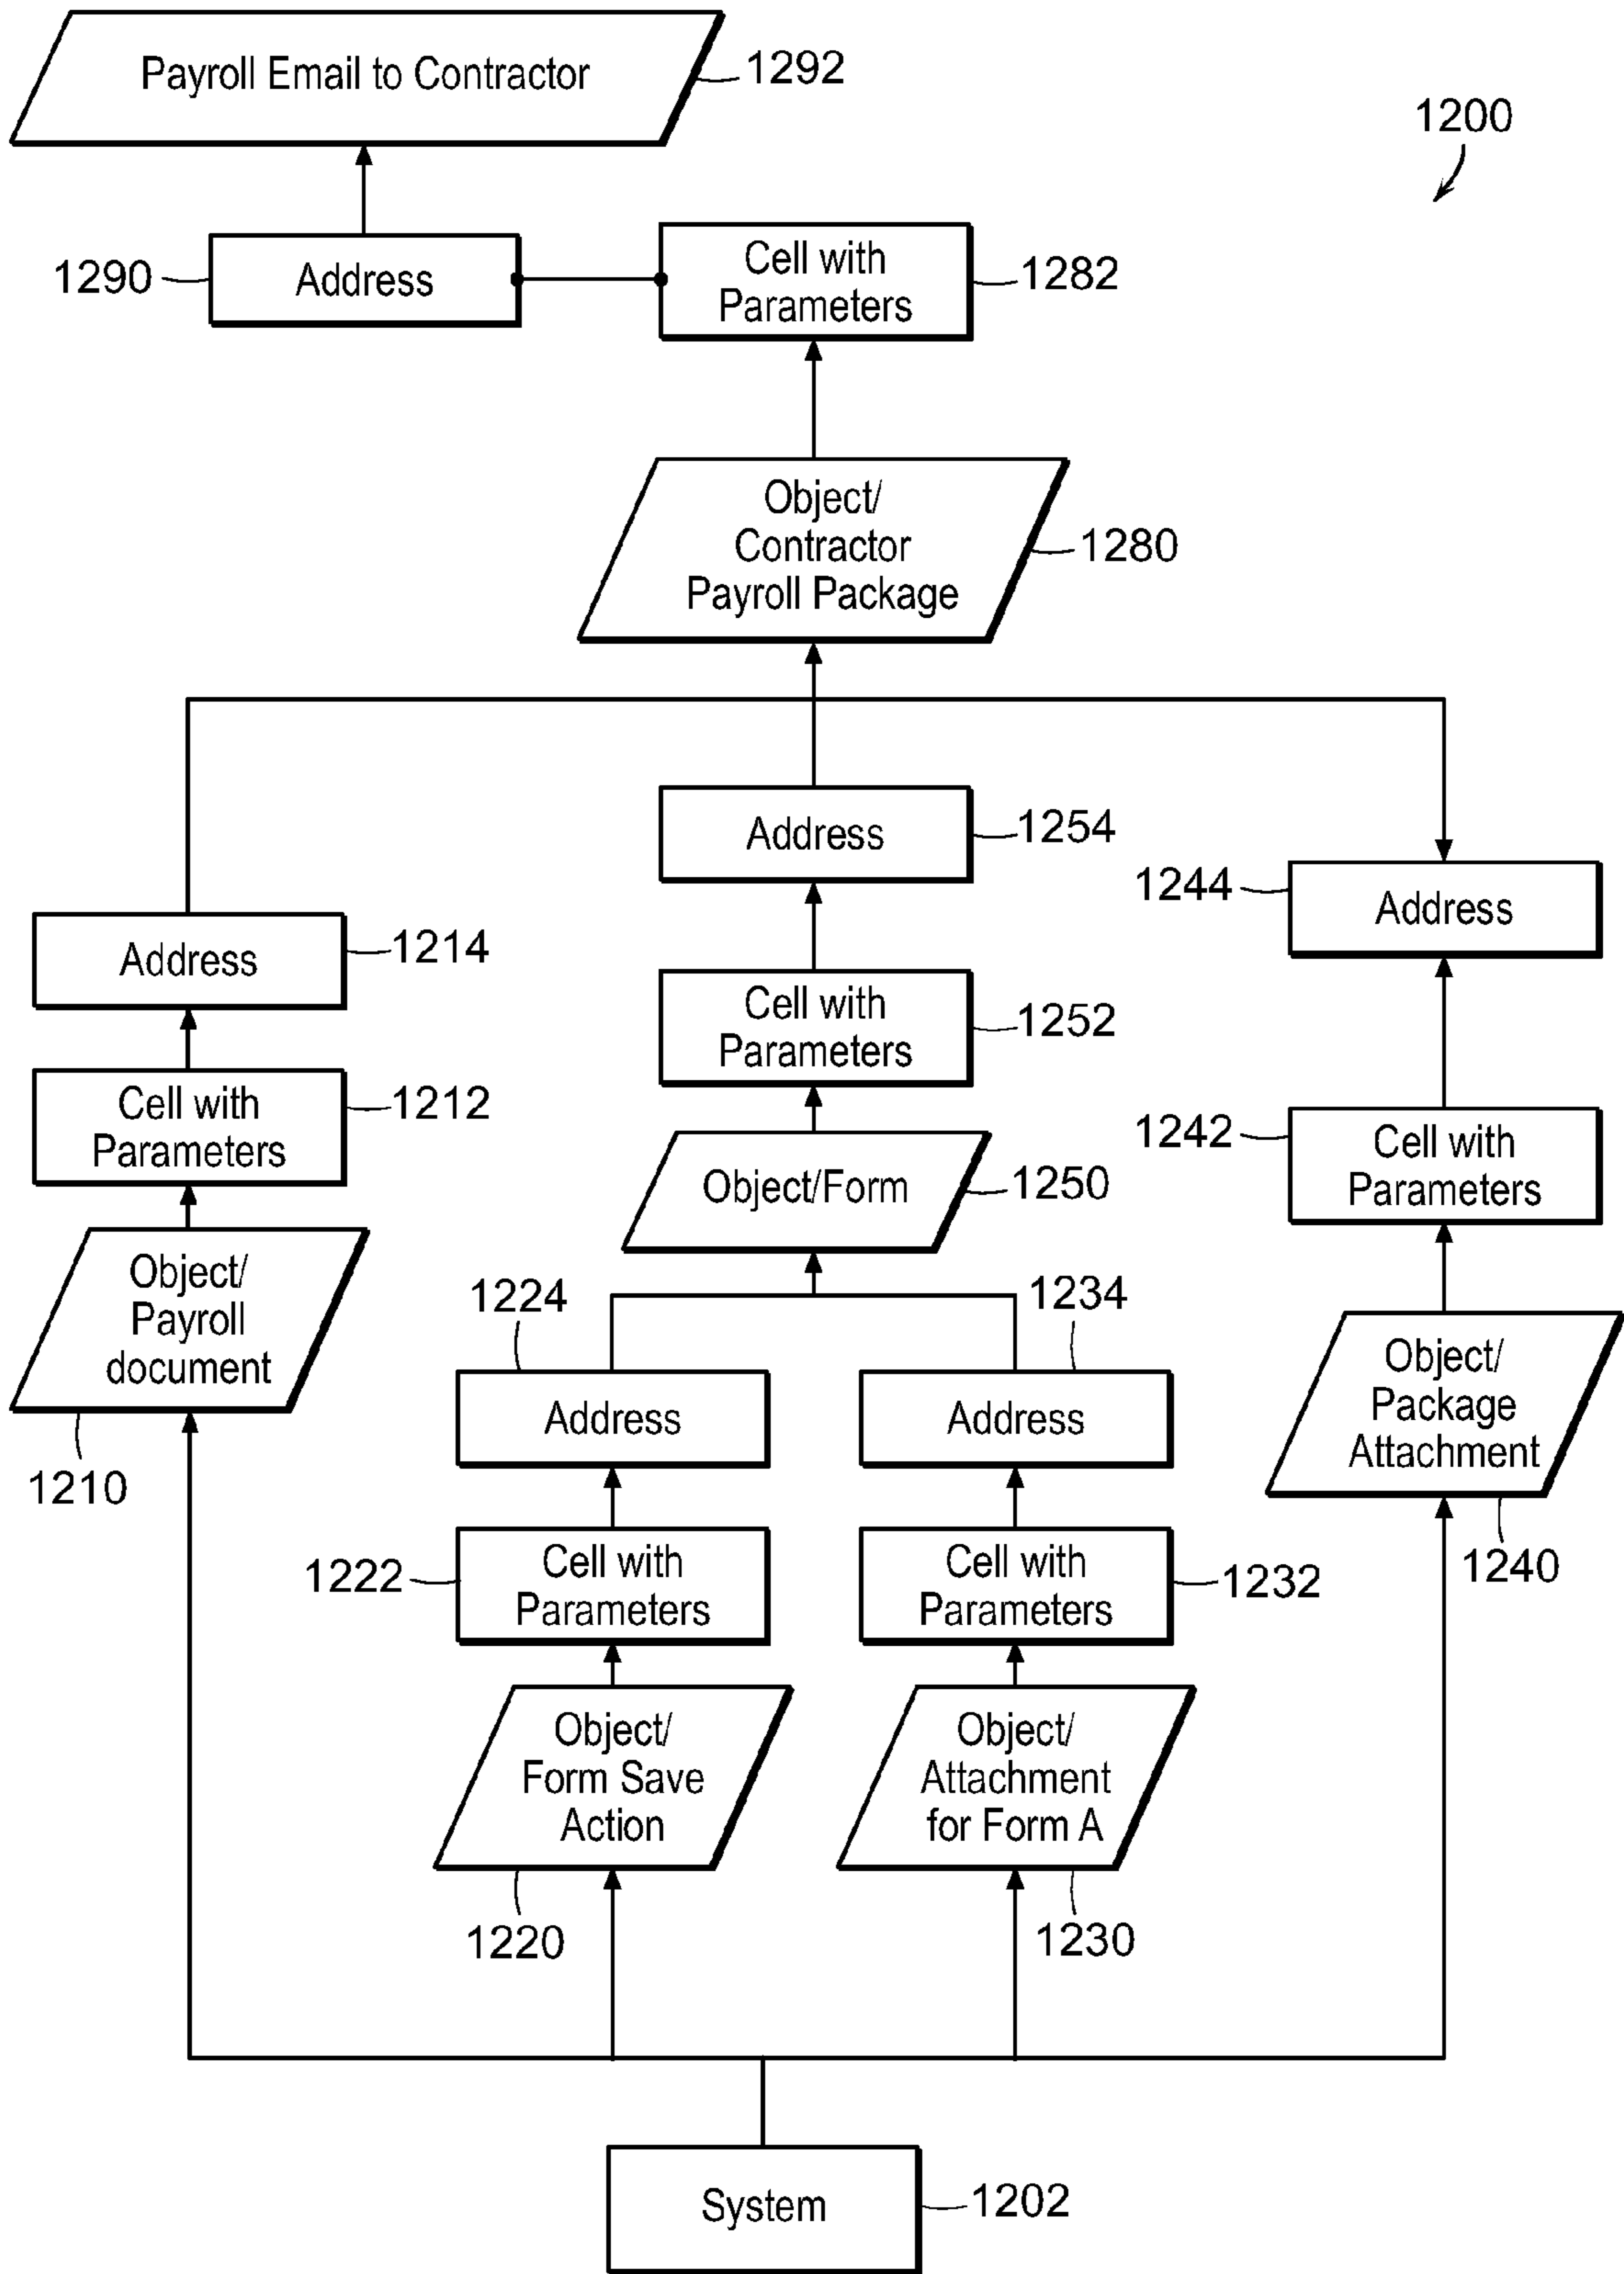 Payroll Email to Contractor
1292
1200
1290
Address
Cell with
Parameters
1282
Object/
Contractor
Payroll Package
1280
Address
1254
1244
Address
Address
1214
Cell with
Parameters
1252
Cell with
Parameters
1212
1242
Cell with
Parameters
Object/Form
1250
Object/
Payroll
document
1210
1224
1234
Address
Address
Object/
Package
Attachment
1240
1222
Cell with
Parameters
Cell with
Parameters
1232
Object/
Form Save
Action
1220
Object/
Attachment
for Form A
1230
System
1202